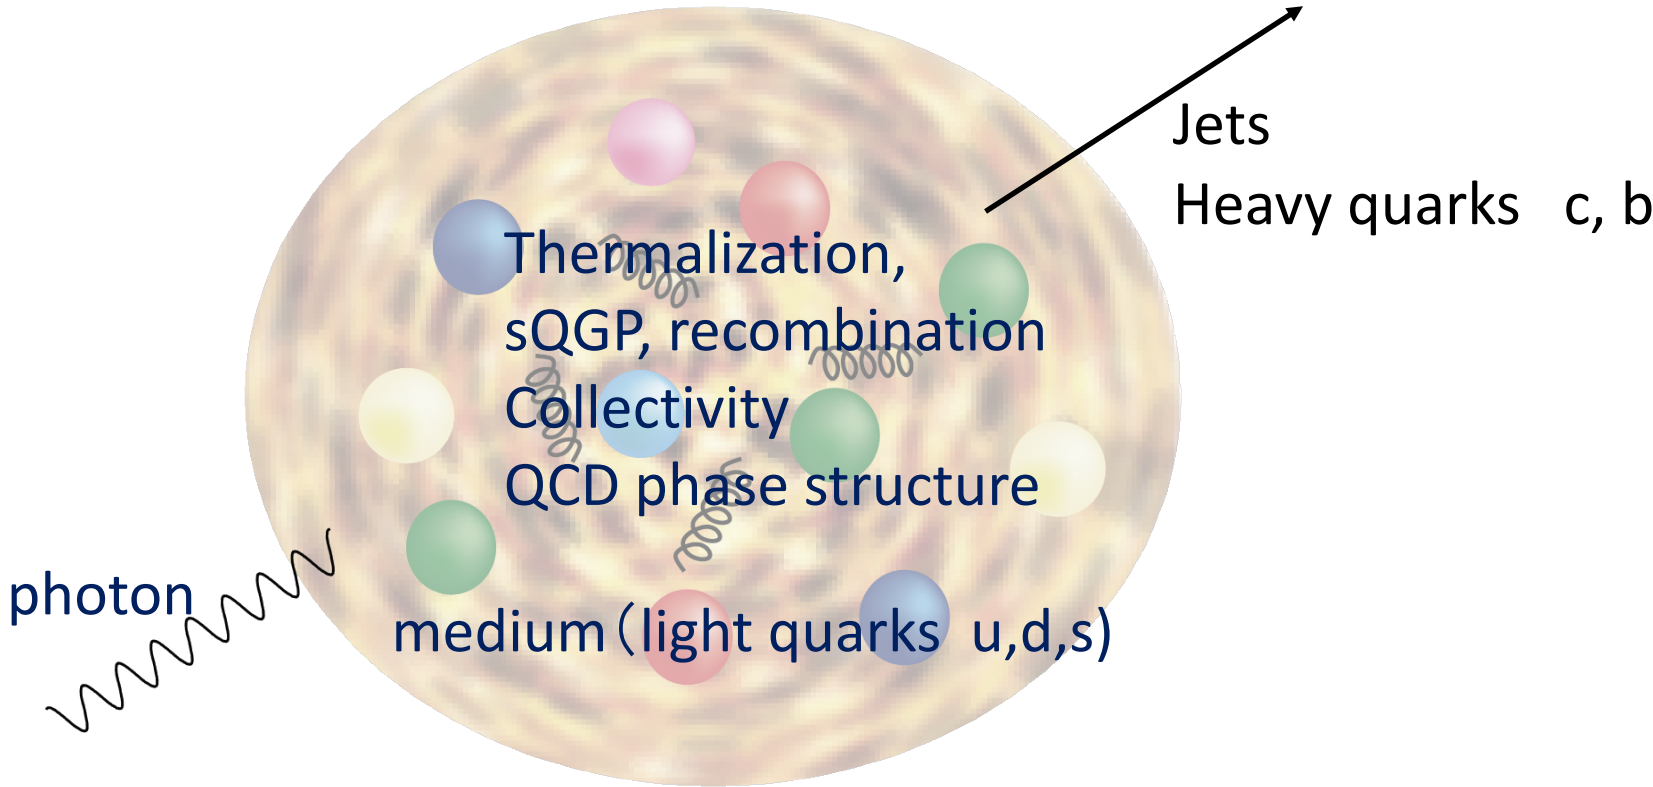 Jets
Heavy quarks c, b
Thermalization,
sQGP, recombination
Collectivity
QCD phase structure
photon
medium（light quarks u,d,s)